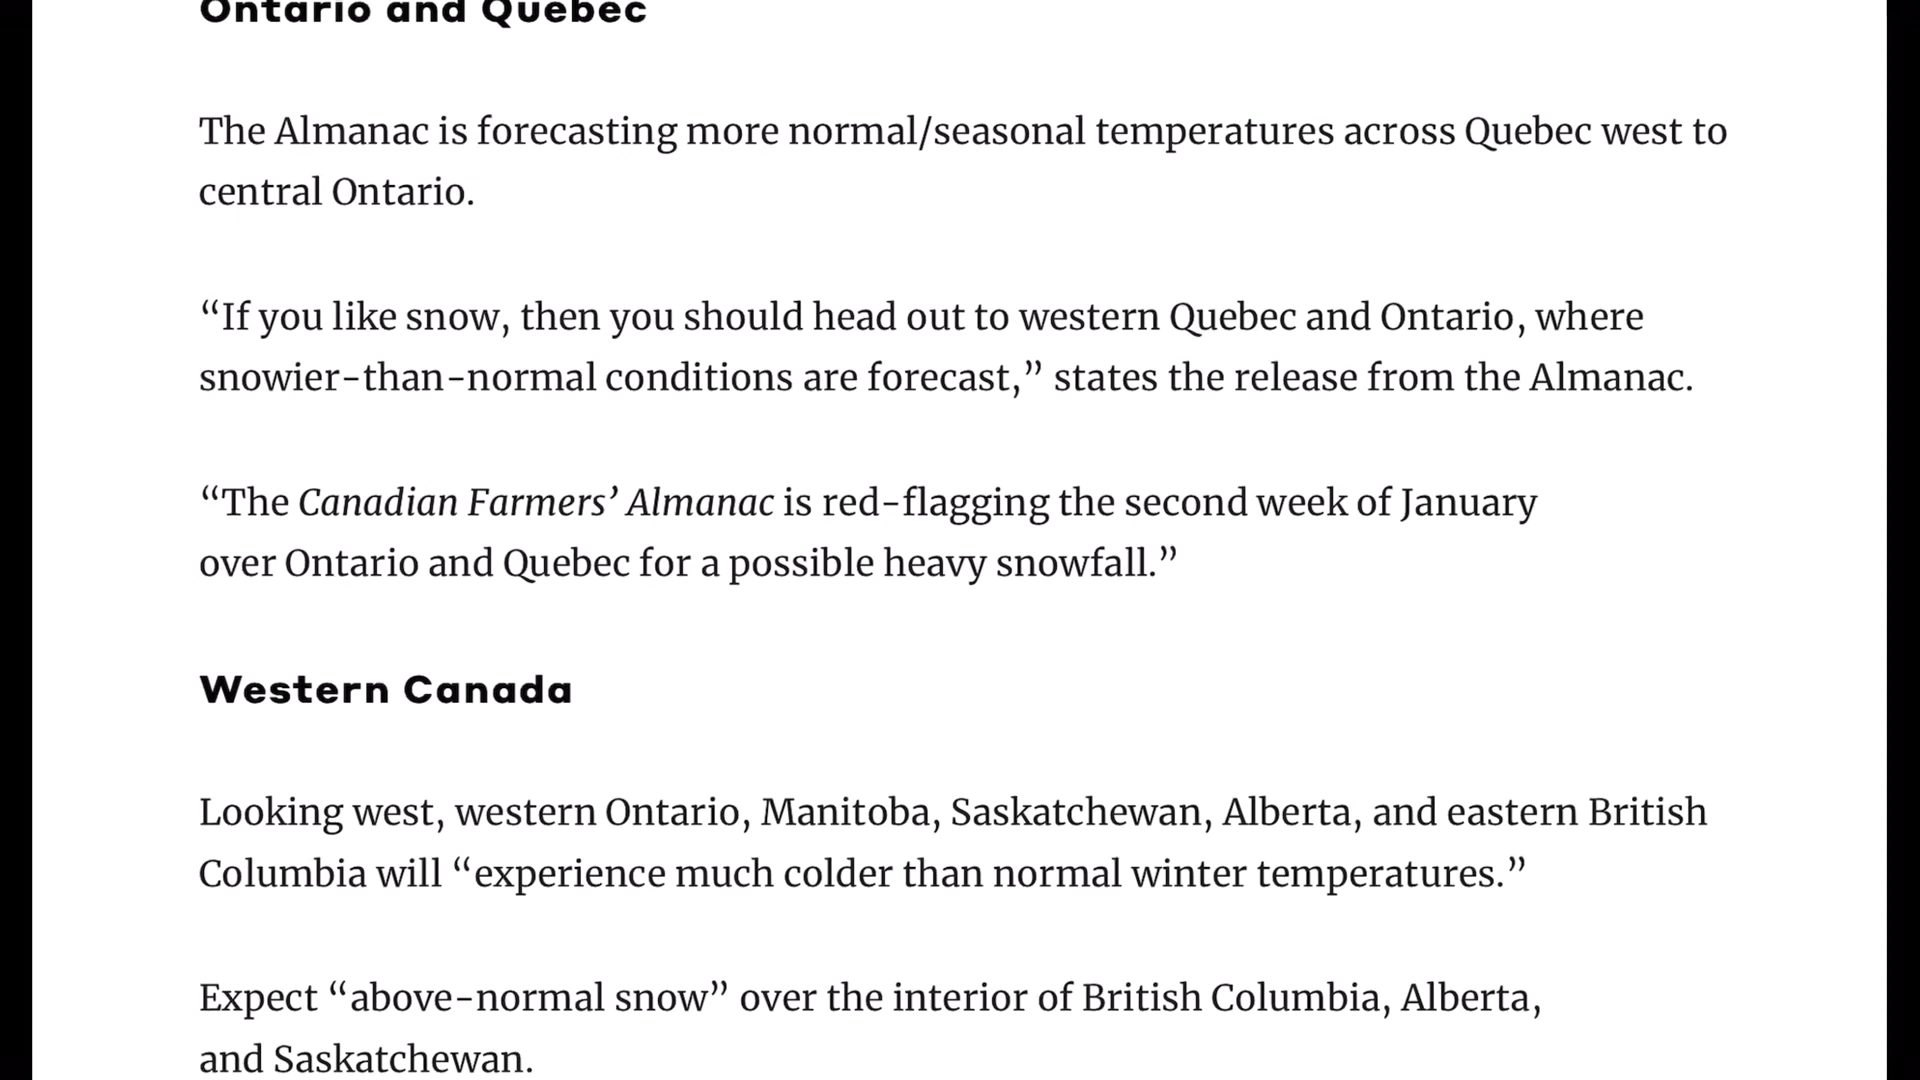 Ontario and Quebec
The Almanac is forecasting more normal/seasonal temperatures across Quebec west to
central Ontario.
“If you like snow, then you should head out to western Quebec and Ontario, where
snowier-than-normal conditions are forecast,” states the release from the Almanac.
“The Canadian Farmers’ Almanac is red-flagging the second week of January
over Ontario and Quebec for a possible heavy snowfall.”
Western Canada
Looking west, western Ontario, Manitoba, Saskatchewan, Alberta, and eastern British
Columbia will “experience much colder than normal winter temperatures.”
Expect “above-normal snow” over the interior of British Columbia, Alberta,
and Saskatchewan.